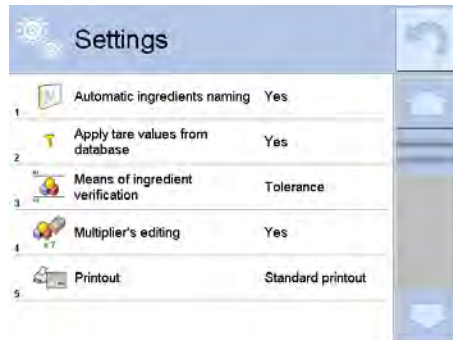 Settings
1 Automatic ingredients naming Yes
2 Apply tare values from
database Yes
3 Means of ingredient
verification Tolerance
4 x 7 Multiplier's editing Yes
5 Printout Standard printout